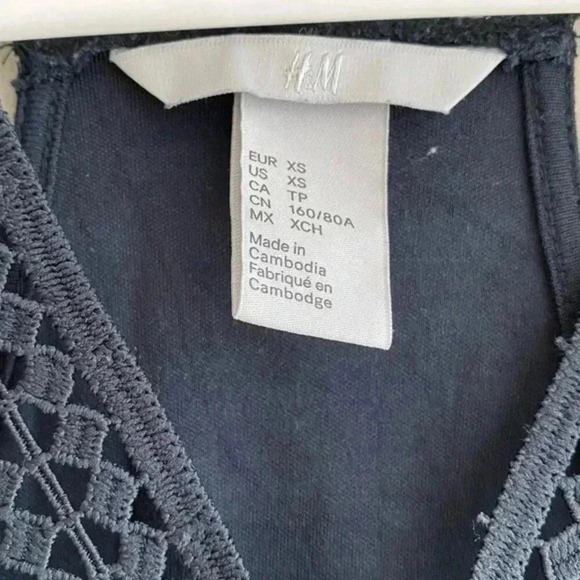 H&M
EUR XS
US XS
CA TP
CN 160/80A
MX XCH
Made in
Cambodia
Fabriqué en
Cambodge